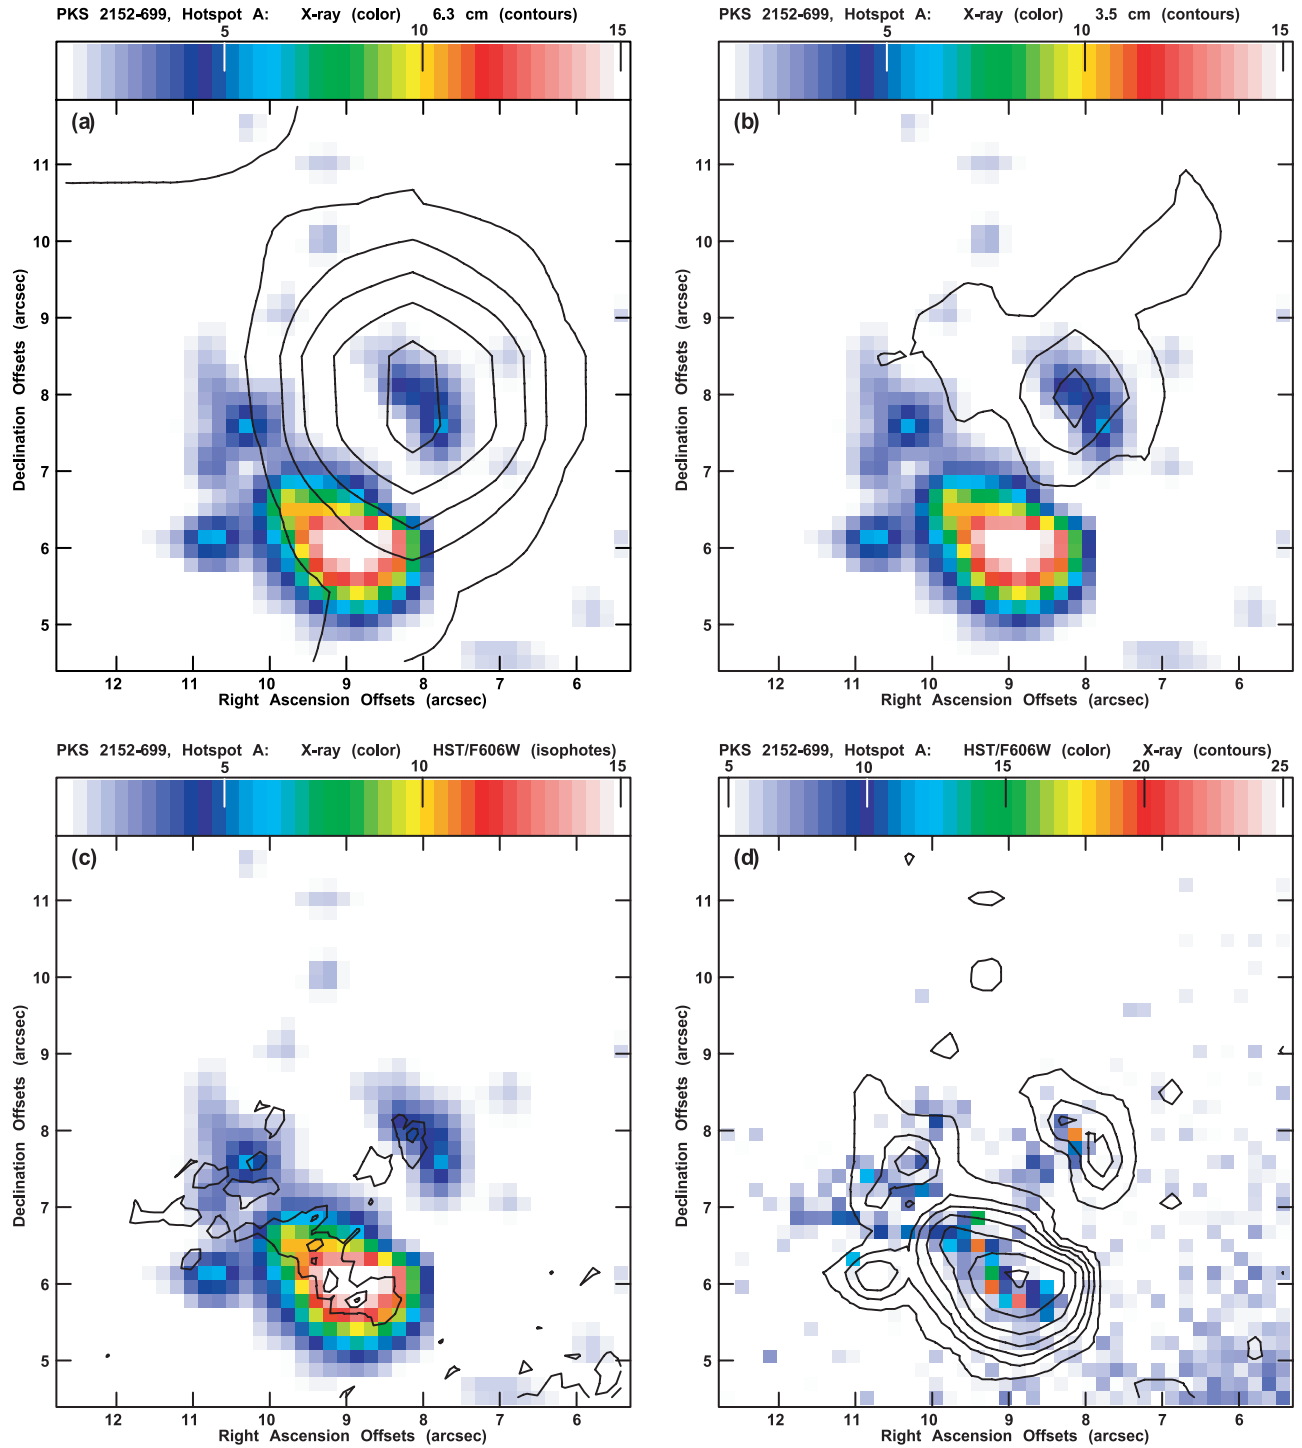 PKS 2152-699, Hotspot A: X-ray (color) 6.3 cm (contours)
5 10 15
(a)
11
10
9
8
7
6
5
Declination Offsets (arcsec)
12 11 10 9 8 7 6
Right Ascension Offsets (arcsec)
PKS 2152-699, Hotspot A: X-ray (color) 3.5 cm (contours)
5 10 15
(b)
11
10
9
8
7
6
5
Declination Offsets (arcsec)
12 11 10 9 8 7 6
Right Ascension Offsets (arcsec)
PKS 2152-699, Hotspot A: X-ray (color) HST/F606W (isophotes)
5 10 15
(c)
11
10
9
8
7
6
5
Declination Offsets (arcsec)
12 11 10 9 8 7 6
Right Ascension Offsets (arcsec)
PKS 2152-699, Hotspot A: HST/F606W (color) X-ray (contours)
5 10 15 20 25
(d)
11
10
9
8
7
6
5
Declination Offsets (arcsec)
12 11 10 9 8 7 6
Right Ascension Offsets (arcsec)